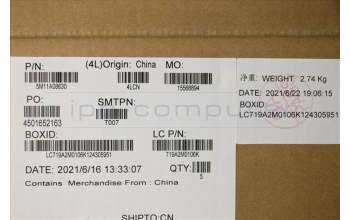 P/N: (4L)Origin: China MO:
5M11A08630 4LCN 15568894
PO: SMTPN:
4501652163 T007
BOXID: LC P/N:
LC719A2M0106K124305951 719A2M0106K
DATE: 2021/6/16 13:33:07 QTY:
5
Contains Merchandise From : China
SHIPTO:CN
净重: WEIGHT: 2.74 Kg
DATE: 2021/6/22 19:06:15
BOXID:
LC719A2M0106K124305951